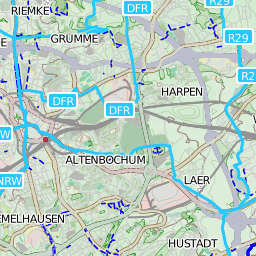 RIEMKE
DFR
R29
GRUMME
R29
R2
HARPEN
DFR
DFR
W
ALTENBOCHUM
NRW
LAER
EMELHAUSEN
HUSTADT